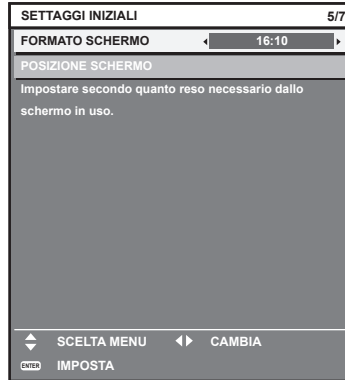 SETTAGGI INIZIALI 5/7
FORMATO SCHERMO 16:10
POSIZIONE SCHERMO
Impostare secondo quanto reso necessario dallo
schermo in uso.
SCELTA MENU CAMBIA
ENTER IMPOSTA